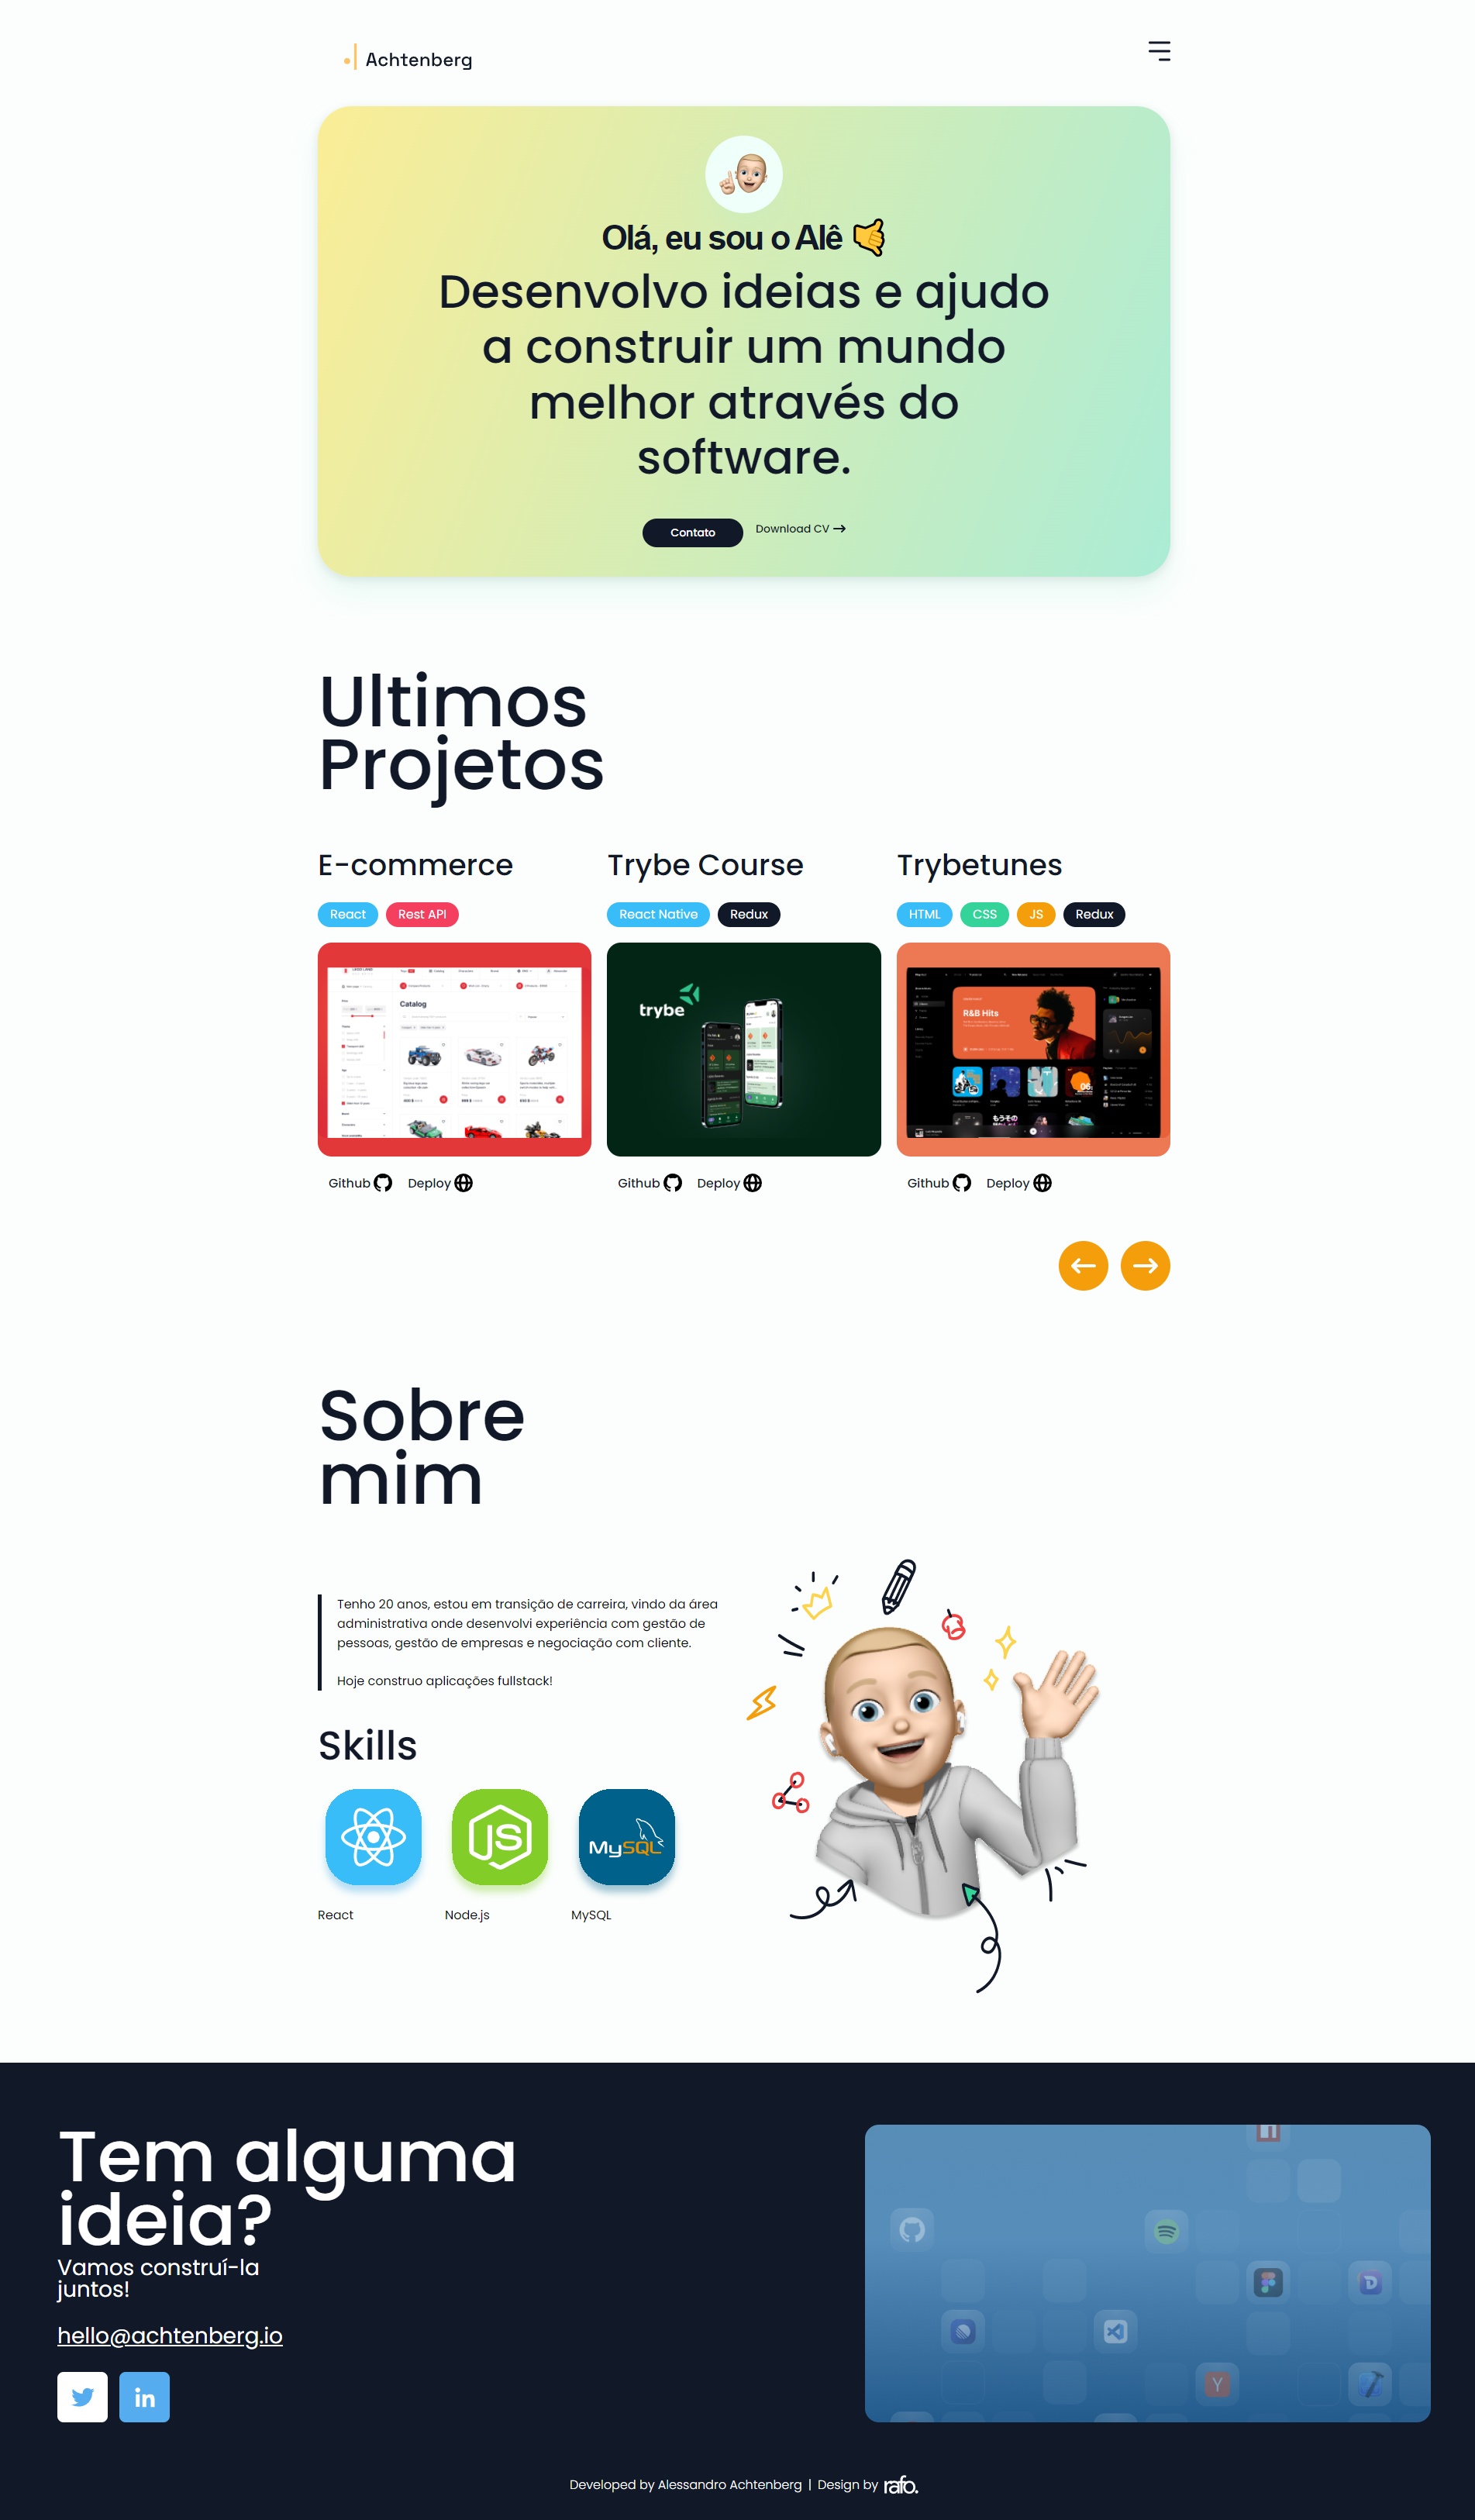 Achtenberg
Olá, eu sou o Alê
Desenvolvo ideias e ajudo
a construir um mundo
melhor através do
software.
Contato
Download CV
Ultimos
Projetos
E-commerce
Trybe Course
Trybetunes
React
Rest API
React Native
Redux
HTML
CSS
JS
Redux
Catalog
trybe
R&B Hits
Github
Deploy
Github
Deploy
Github
Deploy
Sobre
mim
Tenho 20 anos, estou em transição de carreira, vindo da área
administrativa onde desenvolvi experiência com gestão de
pessoas, gestão de empresas e negociação com cliente.
Hoje construo aplicações fullstack!
Skills
JS
MySQL
React
Node.js
MySQL
Tem alguma
ideia?
Vamos construí-la
juntos!
hello@achtenberg.io
in
Y
Developed by Alessandro Achtenberg | Design by rafo.